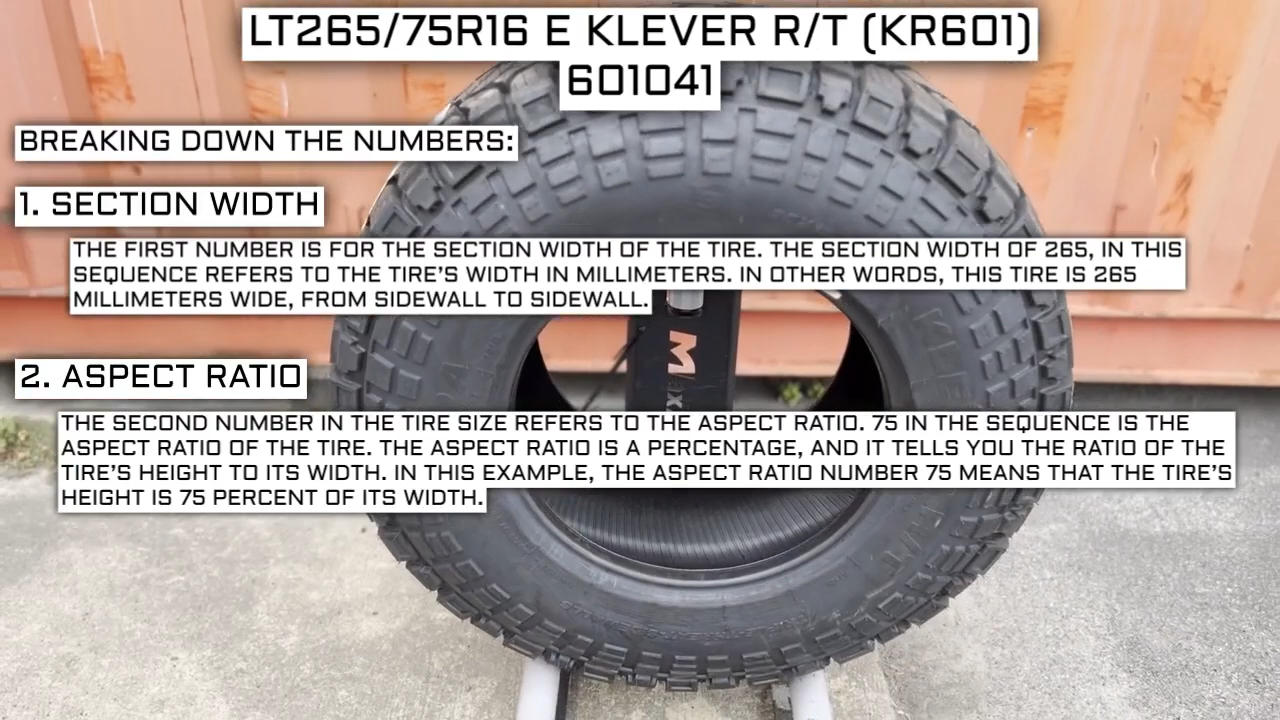 LT265/75R16 E KLEVER R/T (KR601)
601041
BREAKING DOWN THE NUMBERS:
1. SECTION WIDTH
THE FIRST NUMBER IS FOR THE SECTION WIDTH OF THE TIRE. THE SECTION WIDTH OF 265, IN THIS
SEQUENCE REFERS TO THE TIRE'S WIDTH IN MILLIMETERS. IN OTHER WORDS, THIS TIRE IS 265
MILLIMETERS WIDE, FROM SIDEWALL TO SIDEWALL.
2. ASPECT RATIO
THE SECOND NUMBER IN THE TIRE SIZE REFERS TO THE ASPECT RATIO. 75 IN THE SEQUENCE IS THE
ASPECT RATIO OF THE TIRE. THE ASPECT RATIO IS A PERCENTAGE, AND IT TELLS YOU THE RATIO OF THE
TIRE'S HEIGHT TO ITS WIDTH. IN THIS EXAMPLE, THE ASPECT RATIO NUMBER 75 MEANS THAT THE TIRE'S
HEIGHT IS 75 PERCENT OF ITS WIDTH.
R/T